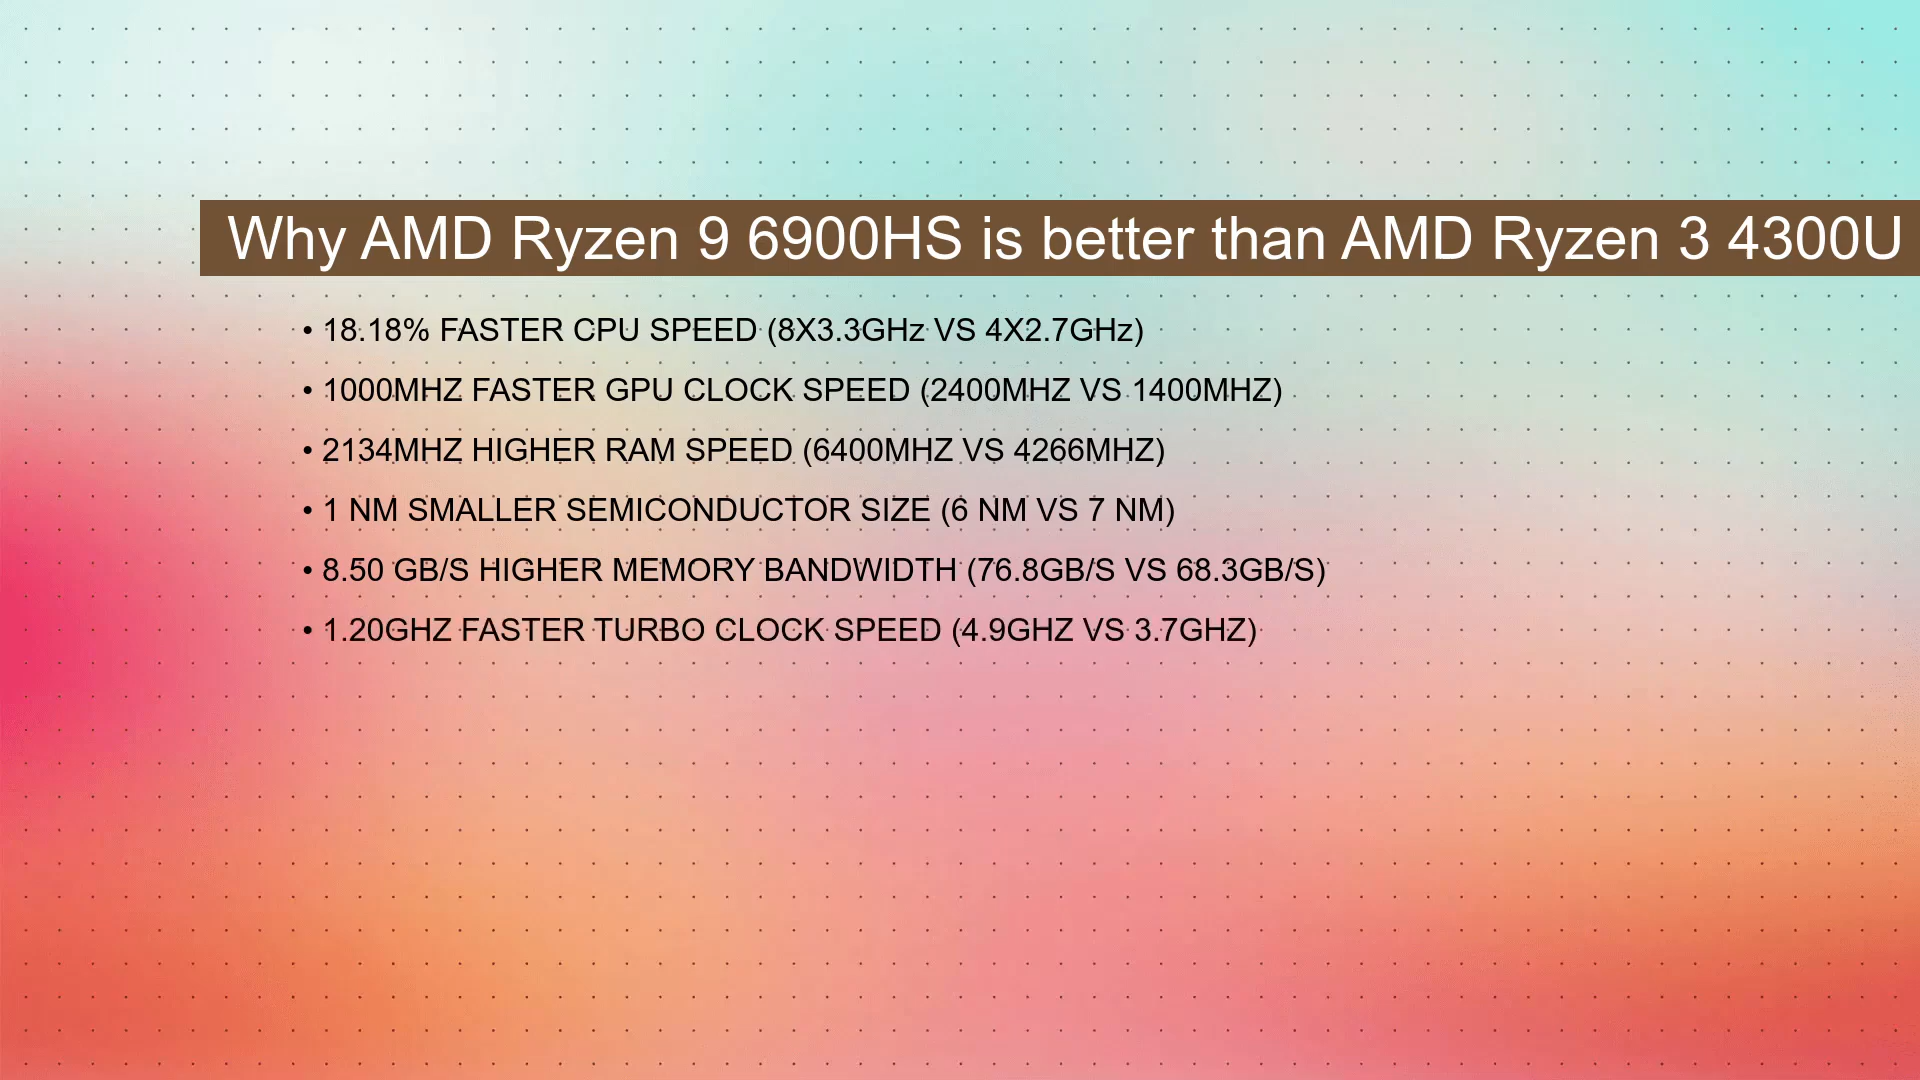 Why AMD Ryzen 9 6900HS is better than AMD Ryzen 3 4300U
• 18.18% FASTER CPU SPEED (8X3.3GHz VS 4X2.7GHz)
• 1000MHZ FASTER GPU CLOCK SPEED (2400MHZ VS 1400MHZ)
• 2134MHZ HIGHER RAM SPEED (6400MHZ VS 4266MHZ)
• 1 NM SMALLER SEMICONDUCTOR SIZE (6 NM VS 7 NM)
• 8.50 GB/S HIGHER MEMORY BANDWIDTH (76.8GB/S VS 68.3GB/S)
• 1.20GHZ FASTER TURBO CLOCK SPEED (4.9GHZ VS 3.7GHZ)